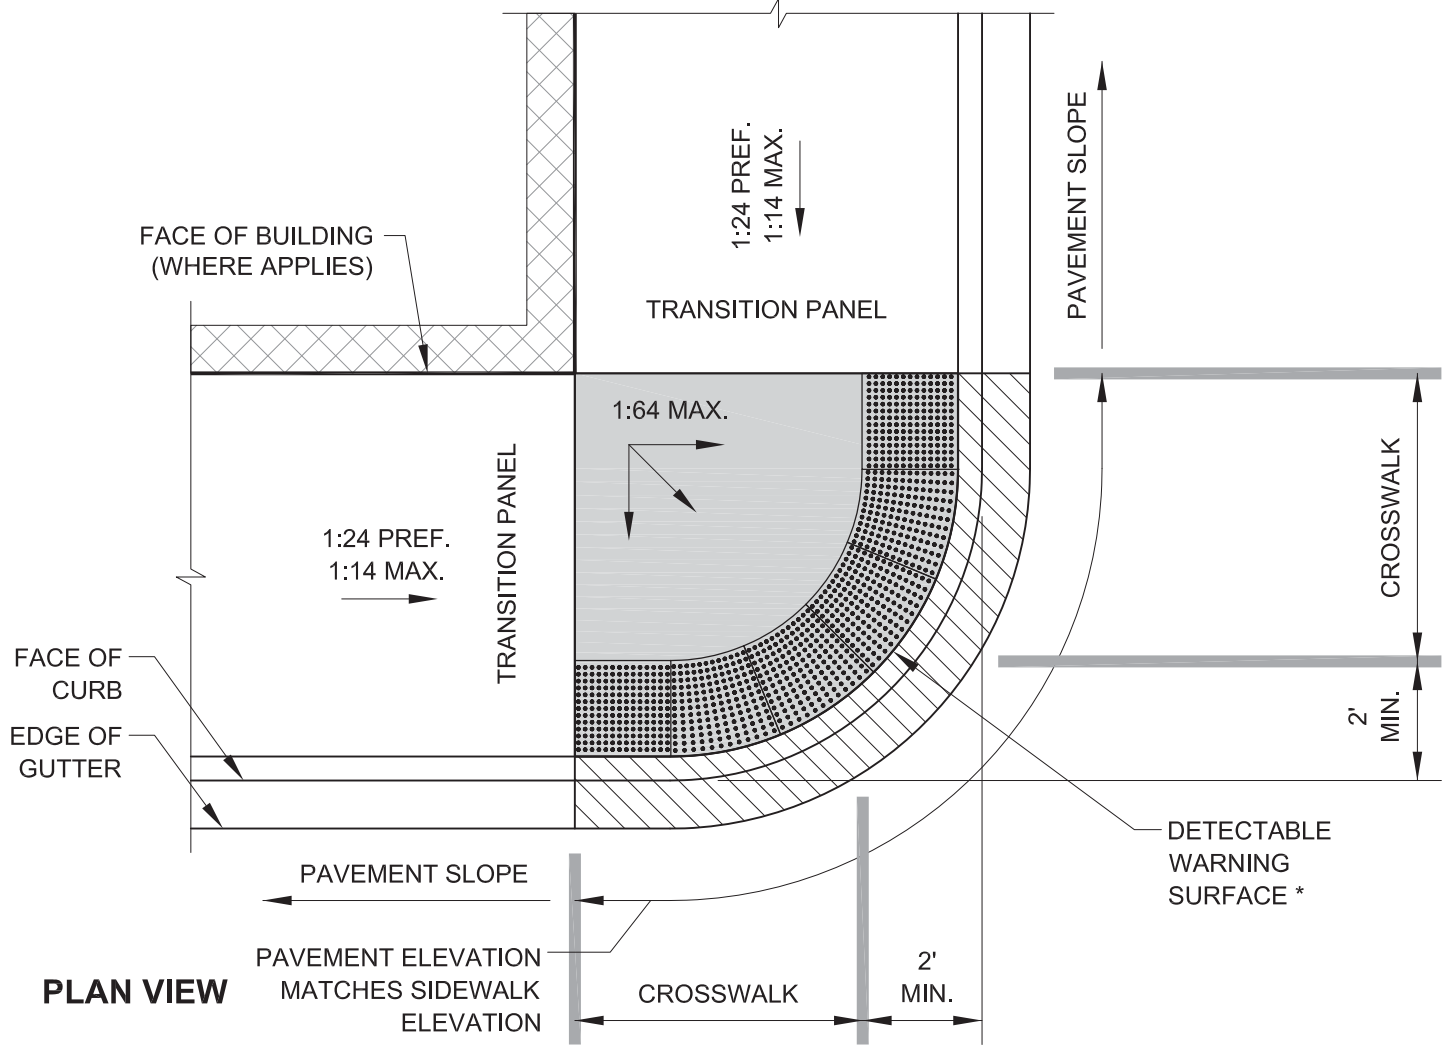 1:24 PREF.
1:14 MAX.
PAVEMENT SLOPE
FACE OF BUILDING
(WHERE APPLIES)
TRANSITION PANEL
1:64 MAX.
TRANSITION PANEL
1:24 PREF.
1:14 MAX.
CROSSWALK
FACE OF
CURB
EDGE OF
GUTTER
2'
MIN.
DETECTABLE
WARNING
SURFACE *
PAVEMENT SLOPE
PAVEMENT ELEVATION
MATCHES SIDEWALK
ELEVATION
2'
MIN.
CROSSWALK
PLAN VIEW